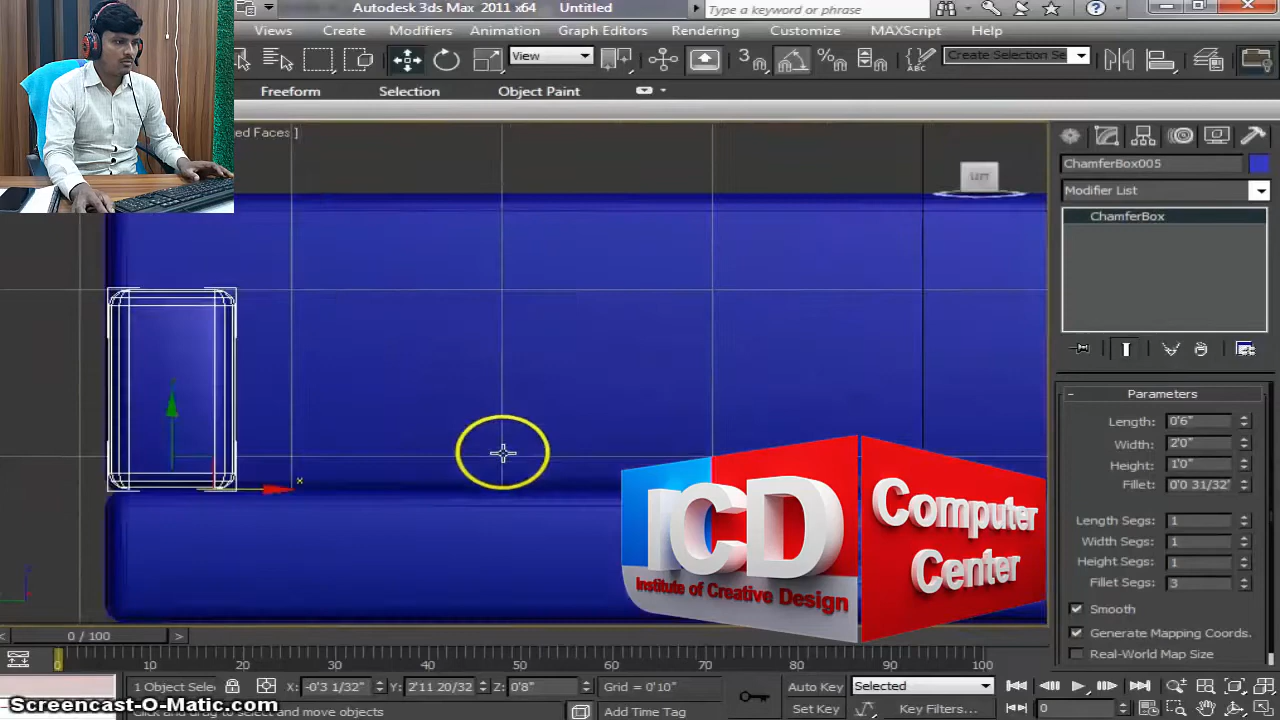 Autodesk 3ds Max 2011 x64 Untitled
Type a keyword or phrase
Views Create Modifiers Animation Graph Editors Rendering Customize MAXScript Help
View
3
%
ABC
Create Selection Se
Freeform Selection Object Paint
ed Faces ]
LEFT
ChamferBox005
Modifier List
ChamferBox
- Parameters
Length: 0'6"
Width: 2'0"
Height: 1'0"
Fillet: 0'0 31/32"
Length Segs: 1
Width Segs: 1
Height Segs: 1
Fillet Segs: 3
Smooth
Generate Mapping Coords.
Real-World Map Size
x
ICD
Institute of Creative Design
Computer
Center
< 0 / 100 >
0 10 20 30 40 50 60 70 80 90 100
1 Object Selec X: -0'3 1/32" Y: 2'11 20/32 Z: 0'8" Grid = 0'10"
Auto Key Selected
Click and drag to select and move objects Add Time Tag
Set Key Key Filters... 0
Screencast-O-Matic.com